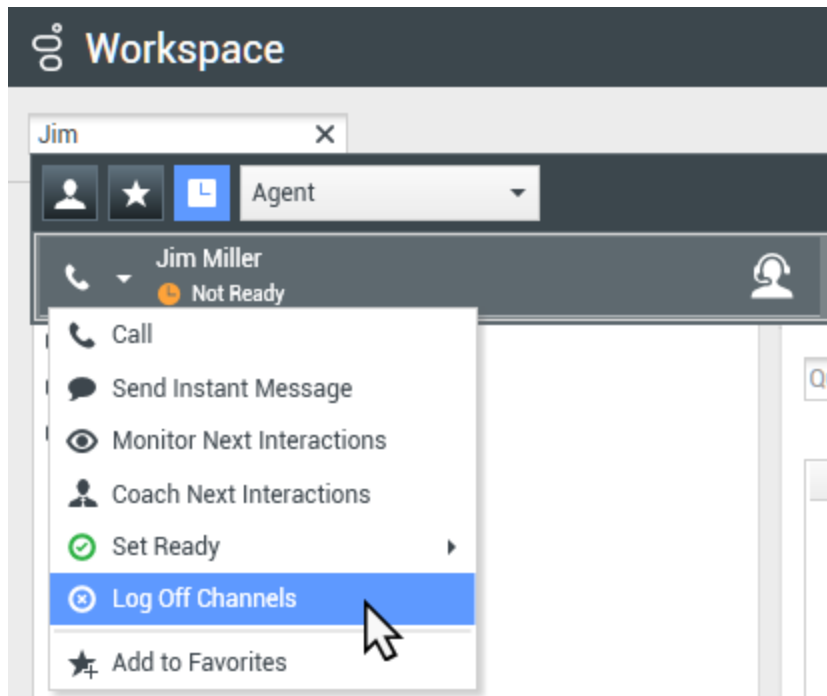 Workspace
Jim
Agent
Jim Miller
Not Ready
Call
Send Instant Message
Monitor Next Interactions
Coach Next Interactions
Set Ready
Log Off Channels
Add to Favorites